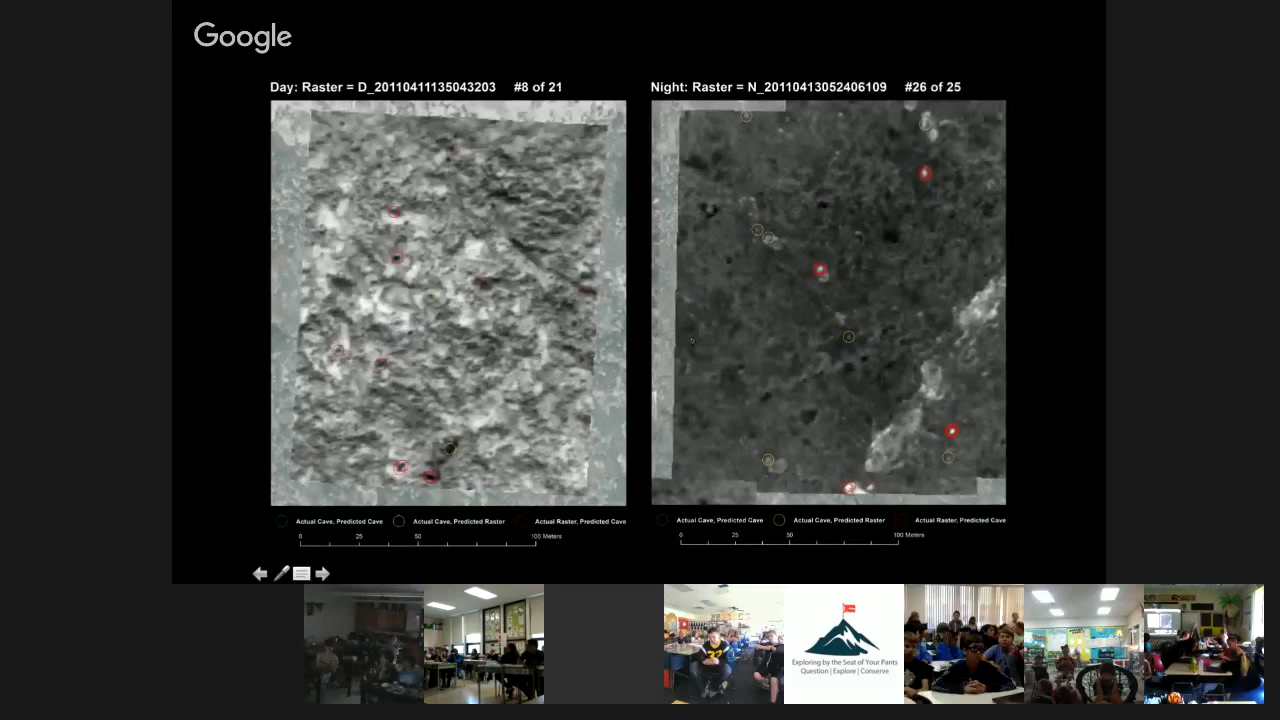 Google
Day: Raster = D_20110411135043203 #8 of 21
Night: Raster = N_20110413052406109 #26 of 25
Actual Cave, Predicted Cave Actual Cave, Predicted Raster Actual Raster, Predicted Cave
0 25 50 100 Meters
Actual Cave, Predicted Cave Actual Cave, Predicted Raster Actual Raster, Predicted Cave
0 25 50 100 Meters
Exploring by the Seat of Your Pants
Question | Explore | Conserve